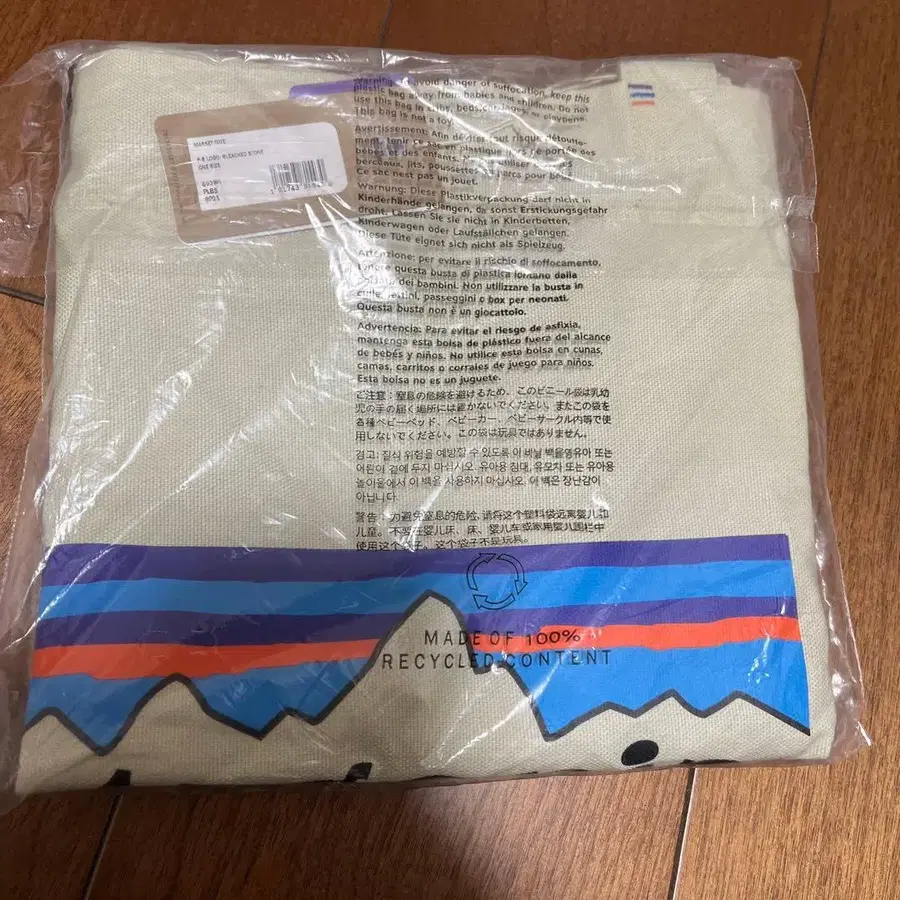 MARKET TOTE
P-6 LOGO: BLEACHED STONE
ONE SIZE
59280
PLBS
Warning: To avoid danger of suffocation, keep this
plastic bag away from babies and children. Do not
use this bag in cribs, beds, carriages or playpens.
This bag is not a toy.
Avertissement: Afin d'éviter tout risque d'étouffe-
ment, tenir ce sac en plastique hors de portée des
bébés et des enfants. Ne pas utiliser dans les
berceaux, lits, poussettes ou parcs pour bébé.
Ce sac nest pas un jouet.
Warnung: Diese Plastikverpackung darf nicht in
Kinderhände gelangen, da sonst Erstickungsgefahr
droht. Lassen Sie sie nicht in Kinderbetten,
Kinderwagen oder Laufställchen gelangen.
Diese Tüte eignet sich nicht als Spielzeug.
Attenzione: per evitare il rischio di soffocamento,
tenere questa busta di plastica lontano dalla
portata dei bambini. Non utilizzare la busta in
culle, lettini, passeggini o box per neonati.
Questa busta non è un giocattolo.
Advertencia: Para evitar el riesgo de asfixia,
mantenga esta bolsa de plástico fuera del alcance
de bebés y niños. No utilice esta bolsa en cunas,
camas, carritos o corrales de juego para niños.
Esta bolsa no es un juguete.
ご注意：窒息の危険を避けるため、このビニール袋は乳幼
児の手の届く場所には置かないでください。またこの袋を
各種ベビーベッド、ベビーカー、ベビーサークル内等で使
用しないでください。この袋は玩具ではありません。
경고: 질식 위험을 예방할 수 있도록 이 비닐 백을 영유아 또는
어린이 곁에 두지 마십시오. 유아용 침대, 유모차 또는 유아용
놀이울에서 이 백을 사용하지 마십시오. 이 백은 장난감이
아닙니다.
警告：为避免窒息的危险, 请将这个塑料袋远离婴儿和
儿童。不要在婴儿床、床、婴儿车或家用婴儿围栏中
使用这个袋子。这个袋子不是玩具。
MADE OF 100%
RECYCLED CONTENT